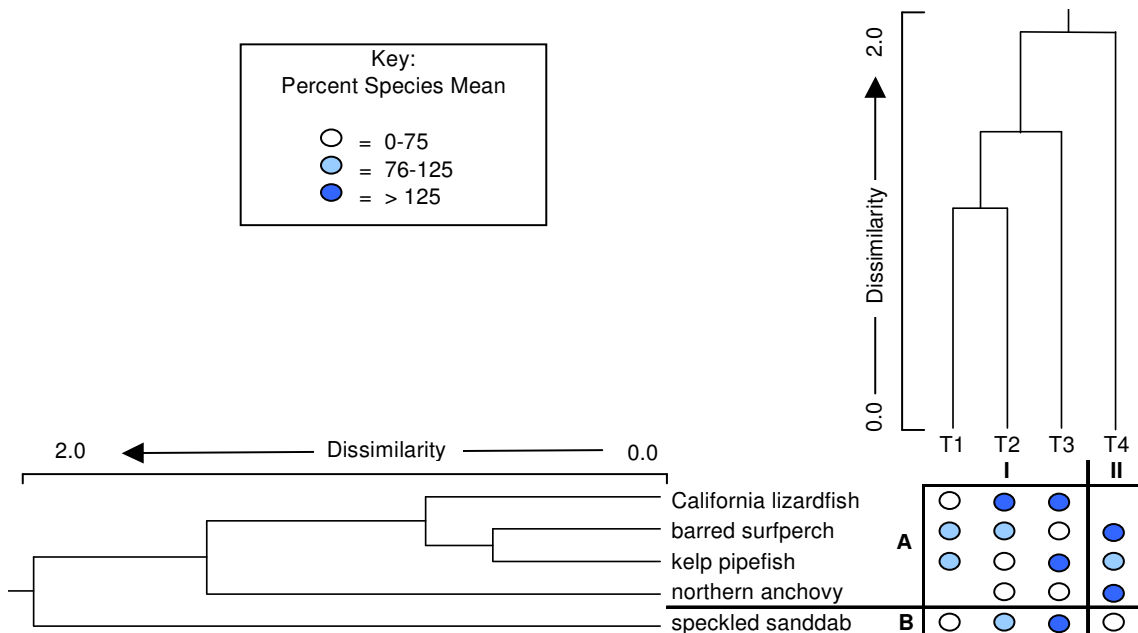 Key:
Percent Species Mean
= 0-75
= 76-125
= > 125
2.0
Dissimilarity
0.0
T1 T2 T3 T4
I II
2.0 Dissimilarity 0.0
California lizardfish
barred surfperch
A
kelp pipefish
northern anchovy
speckled sanddab B